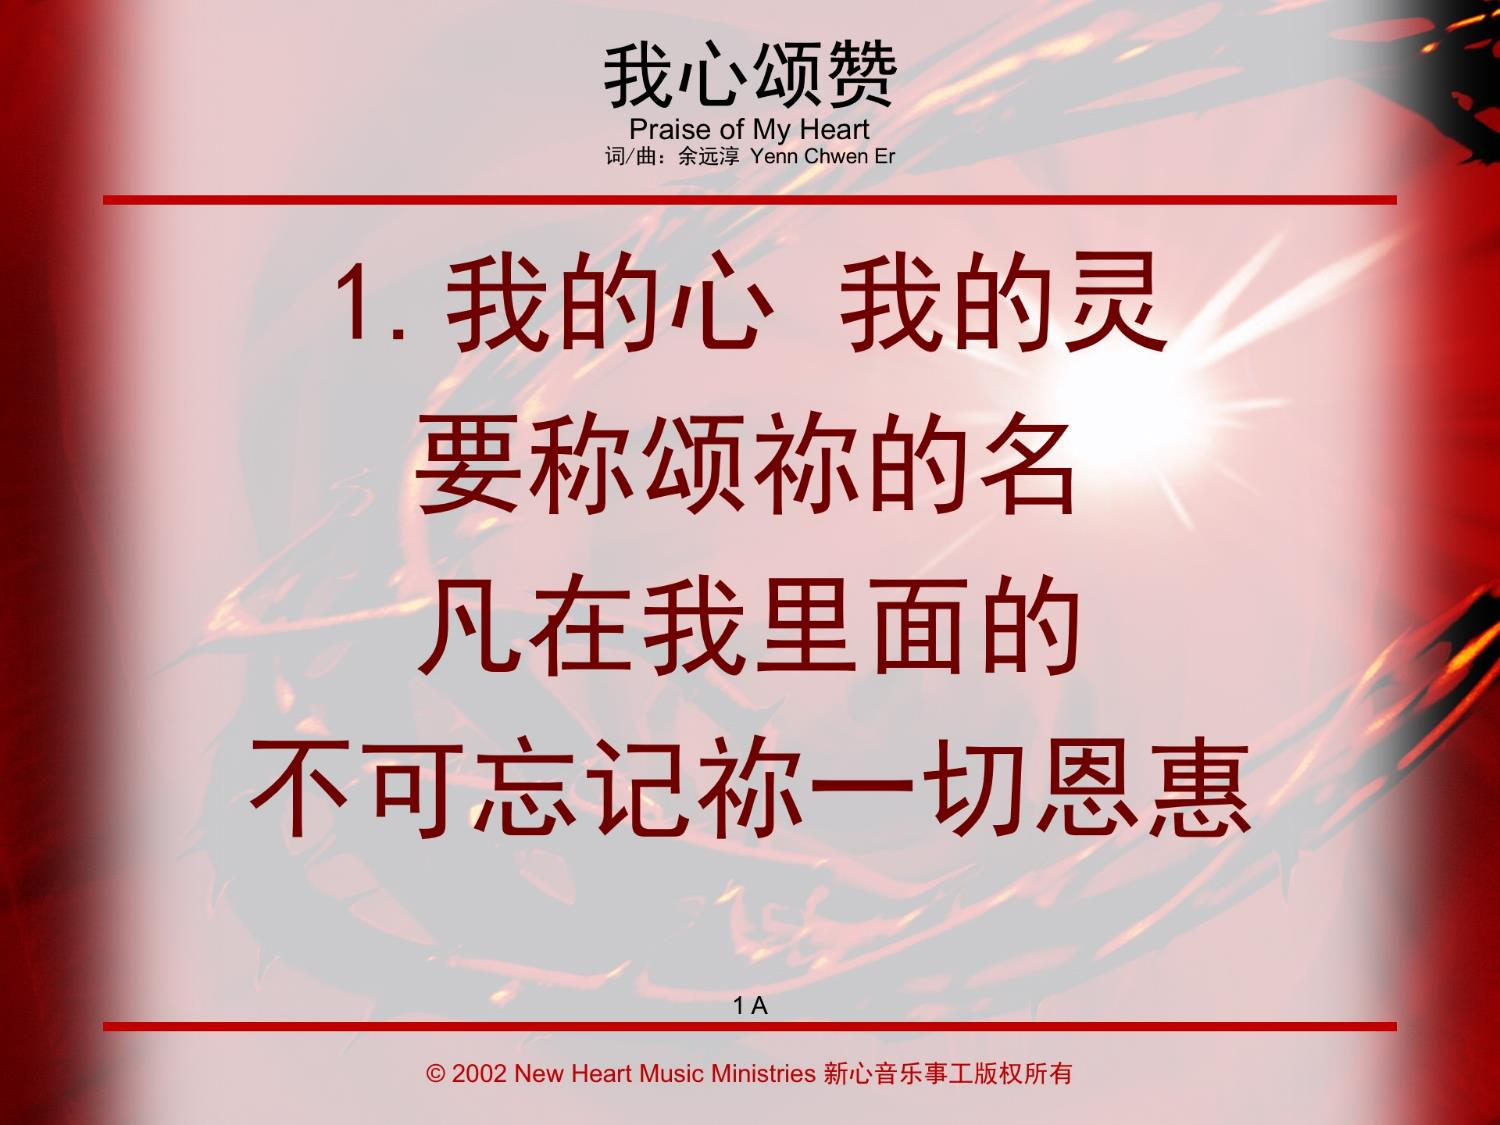 我心颂赞
Praise of My Heart
词/曲：余远淳 Yenn Chwen Er
1.我的心 我的灵
要称颂祢的名
凡在我里面的
不可忘记祢一切恩惠
1 A
© 2002 New Heart Music Ministries 新心音乐事工版权所有